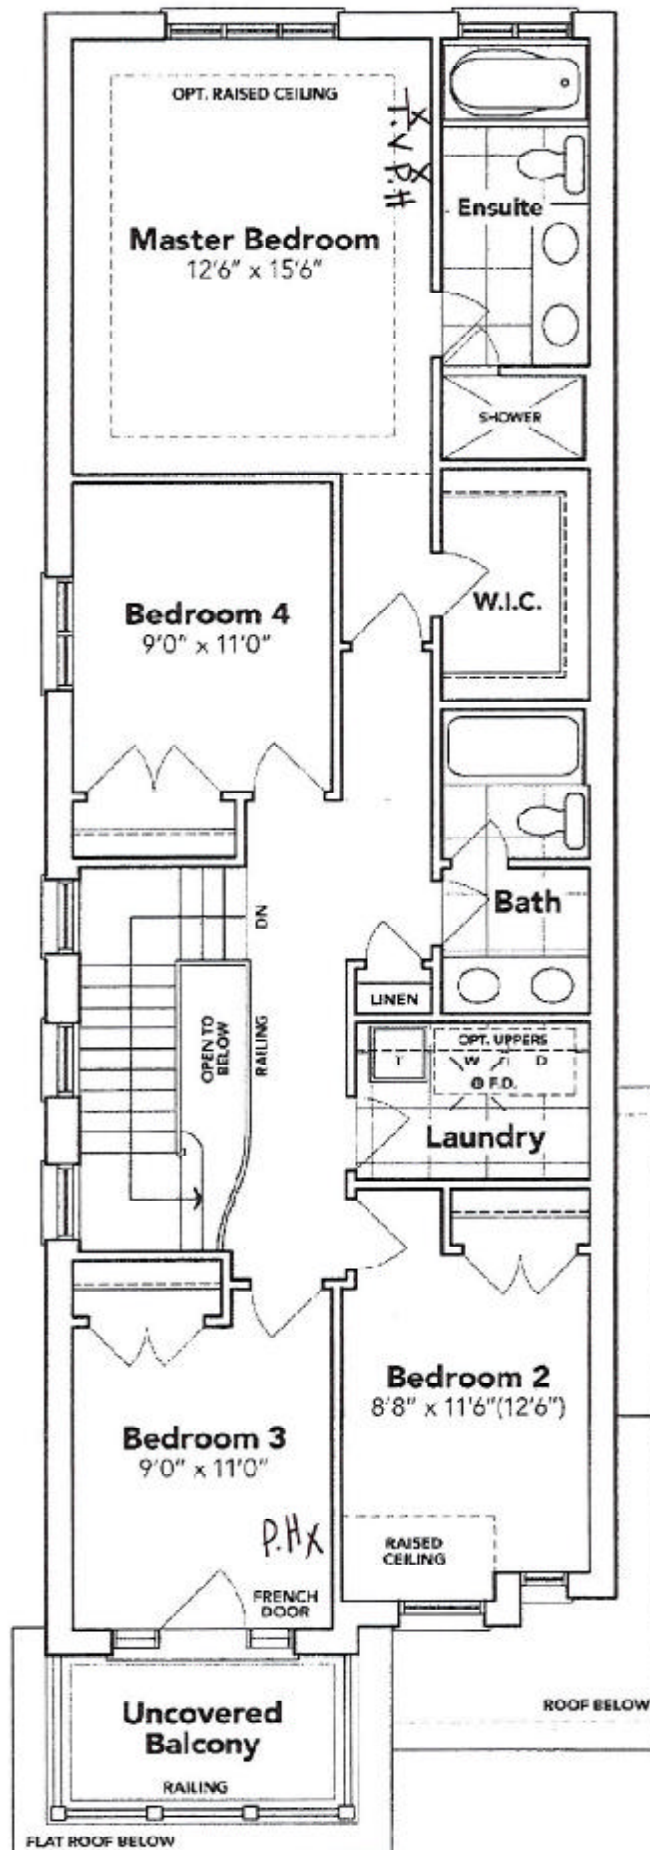 OPT. RAISED CEILING
X
T.V
X
P.H
Master Bedroom
12'6" x 15'6"
Ensuite
SHOWER
Bedroom 4
9'0" x 11'0"
W.I.C.
Bath
DN
LINEN
OPEN TO
BELOW
RAILING
OPT. UPPERS
T
W
D
F.D.
Laundry
Bedroom 2
8'8" x 11'6"(12'6")
Bedroom 3
9'0" x 11'0"
P.H X
RAISED
CEILING
FRENCH
DOOR
Uncovered
Balcony
RAILING
ROOF BELOW
FLAT ROOF BELOW